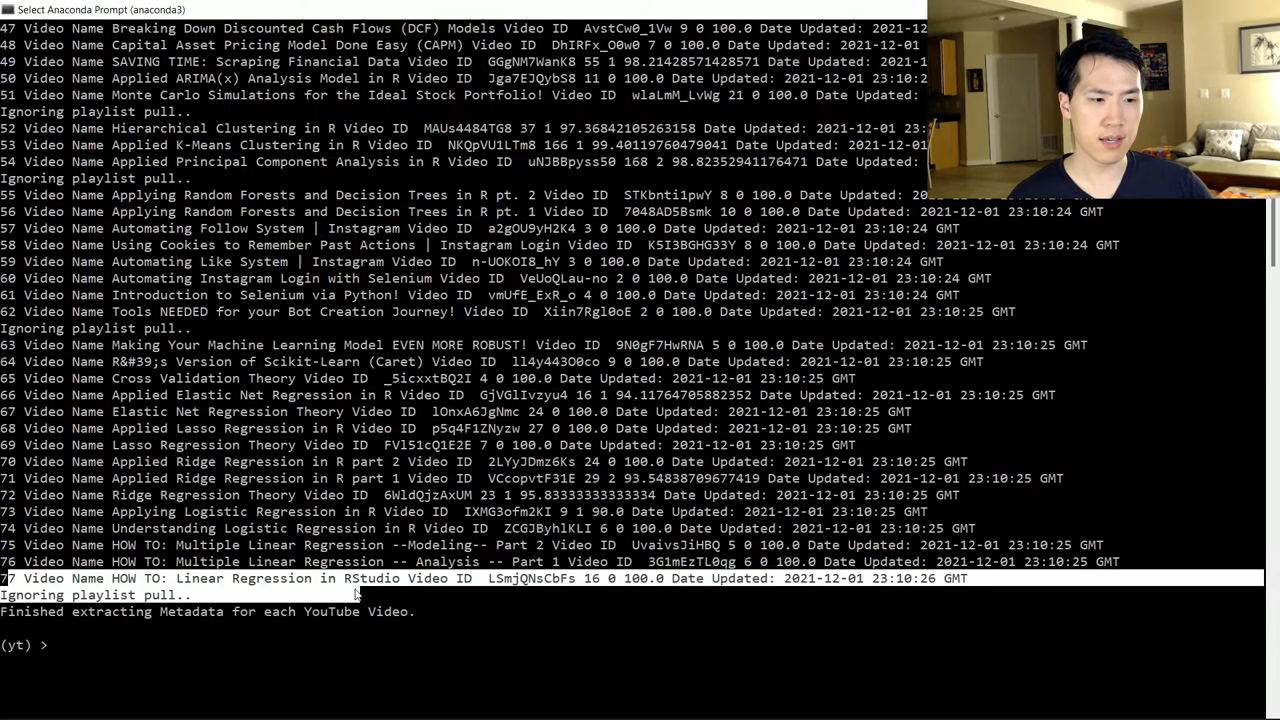 Select Anaconda Prompt (anaconda3)
47 Video Name Breaking Down Discounted Cash Flows (DCF) Models Video ID  AvstCw0_1Vw 9 0 100.0 Date Updated: 2021-12
48 Video Name Capital Asset Pricing Model Done Easy (CAPM) Video ID  DhIRFx_O0w0 7 0 100.0 Date Updated: 2021-12-01
49 Video Name SAVING TIME: Scraping Financial Data Video ID  GGgNM7WanK8 55 1 98.21428571428571 Date Updated: 2021-12
50 Video Name Applied ARIMA(x) Analysis Model in R Video ID  Jga7EJQybS8 11 0 100.0 Date Updated: 2021-12-01 23:10:2
51 Video Name Monte Carlo Simulations for the Ideal Stock Portfolio! Video ID  wlaLmM_LvWg 21 0 100.0 Date Updated:
Ignoring playlist pull..
52 Video Name Hierarchical Clustering in R Video ID  MAUs4484TG8 37 1 97.36842105263158 Date Updated: 2021-12-01 23:
53 Video Name Applied K-Means Clustering in R Video ID  NKQpVU1LTm8 166 1 99.40119760479041 Date Updated: 2021-12-01
54 Video Name Applied Principal Component Analysis in R Video ID  uNJBBpyss50 168 2 98.82352941176471 Date Updated:
Ignoring playlist pull..
55 Video Name Applying Random Forests and Decision Trees in R pt. 2 Video ID  STKbnti1pwY 8 0 100.0 Date Updated: 20
56 Video Name Applying Random Forests and Decision Trees in R pt. 1 Video ID  7048AD5Bsmk 10 0 100.0 Date Updated: 2021-12-01 23:10:24 GMT
57 Video Name Automating Follow System | Instagram Video ID  a2gOU9yH2K4 3 0 100.0 Date Updated: 2021-12-01 23:10:24 GMT
58 Video Name Using Cookies to Remember Past Actions | Instagram Login Video ID  K5I3BGHG33Y 8 0 100.0 Date Updated: 2021-12-01 23:10:24 GMT
59 Video Name Automating Like System | Instagram Video ID  n-UOKOI8_hY 3 0 100.0 Date Updated: 2021-12-01 23:10:24 GMT
60 Video Name Automating Instagram Login with Selenium Video ID  VeUoQLau-no 2 0 100.0 Date Updated: 2021-12-01 23:10:24 GMT
61 Video Name Introduction to Selenium via Python! Video ID  vmUfE_ExR_o 4 0 100.0 Date Updated: 2021-12-01 23:10:24 GMT
62 Video Name Tools NEEDED for your Bot Creation Journey! Video ID  Xiin7Rgl0oE 2 0 100.0 Date Updated: 2021-12-01 23:10:25 GMT
Ignoring playlist pull..
63 Video Name Making Your Machine Learning Model EVEN MORE ROBUST! Video ID  9N0gF7HwRNA 5 0 100.0 Date Updated: 2021-12-01 23:10:25 GMT
64 Video Name R&#39;s Version of Scikit-Learn (Caret) Video ID  ll4y443O0co 9 0 100.0 Date Updated: 2021-12-01 23:10:25 GMT
65 Video Name Cross Validation Theory Video ID  _5icxxtBQ2I 4 0 100.0 Date Updated: 2021-12-01 23:10:25 GMT
66 Video Name Applied Elastic Net Regression in R Video ID  GjVGlIvzyu4 16 1 94.11764705882352 Date Updated: 2021-12-01 23:10:25 GMT
67 Video Name Elastic Net Regression Theory Video ID  lOnxA6JgNmc 24 0 100.0 Date Updated: 2021-12-01 23:10:25 GMT
68 Video Name Applied Lasso Regression in R Video ID  p5q4F1ZNyzw 27 0 100.0 Date Updated: 2021-12-01 23:10:25 GMT
69 Video Name Lasso Regression Theory Video ID  FVl51cQ1E2E 7 0 100.0 Date Updated: 2021-12-01 23:10:25 GMT
70 Video Name Applied Ridge Regression in R part 2 Video ID  2LYyJDmz6Ks 24 0 100.0 Date Updated: 2021-12-01 23:10:25 GMT
71 Video Name Applied Ridge Regression in R part 1 Video ID  VCcopvtF31E 29 2 93.54838709677419 Date Updated: 2021-12-01 23:10:25 GMT
72 Video Name Ridge Regression Theory Video ID  6WldQjzAxUM 23 1 95.83333333333334 Date Updated: 2021-12-01 23:10:25 GMT
73 Video Name Applying Logistic Regression in R Video ID  IXMG3ofm2KI 9 1 90.0 Date Updated: 2021-12-01 23:10:25 GMT
74 Video Name Understanding Logistic Regression in R Video ID  ZCGJByhlKLI 6 0 100.0 Date Updated: 2021-12-01 23:10:25 GMT
75 Video Name HOW TO: Multiple Linear Regression --Modeling-- Part 2 Video ID  UvaivsJiHBQ 5 0 100.0 Date Updated: 2021-12-01 23:10:25 GMT
76 Video Name HOW TO: Multiple Linear Regression -- Analysis -- Part 1 Video ID  3G1mEzTL0qg 6 0 100.0 Date Updated: 2021-12-01 23:10:25 GMT
77 Video Name HOW TO: Linear Regression in RStudio Video ID  LSmjQNsCbFs 16 0 100.0 Date Updated: 2021-12-01 23:10:26 GMT
Ignoring playlist pull..
Finished extracting Metadata for each YouTube Video.
(yt) >